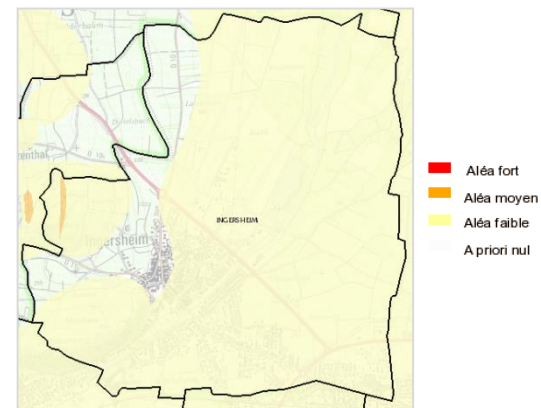 INGERSHEIM
Ingersheim
Aléa fort
Aléa moyen
Aléa faible
A priori nul